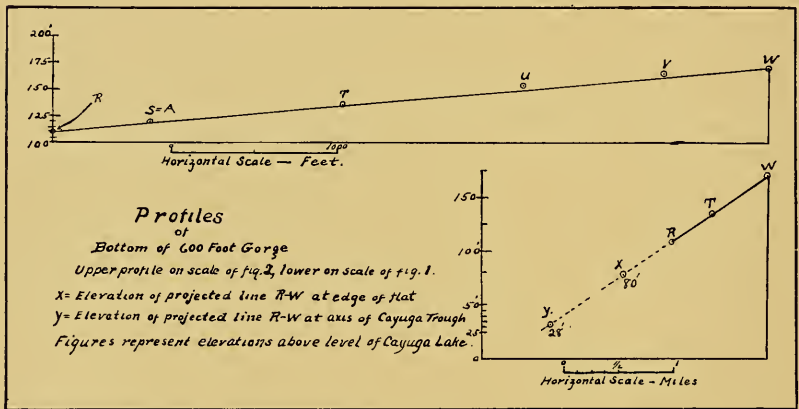 200'
175
150
125
100
R
S=A
T
U
V
W
0 1000
Horizontal Scale — Feet.
Profiles
of
Bottom of 600 Foot Gorge
Upper profile on scale of fig. 2, lower on scale of fig. 1.
X= Elevation of projected line R-W at edge of flat
Y= Elevation of projected line R-W at axis of Cayuga Trough
Figures represent elevations above level of Cayuga Lake.
150'
100'
50'
25
0
W
T
R
X
80'
Y
28'
0 1/2 1
Horizontal Scale - Miles